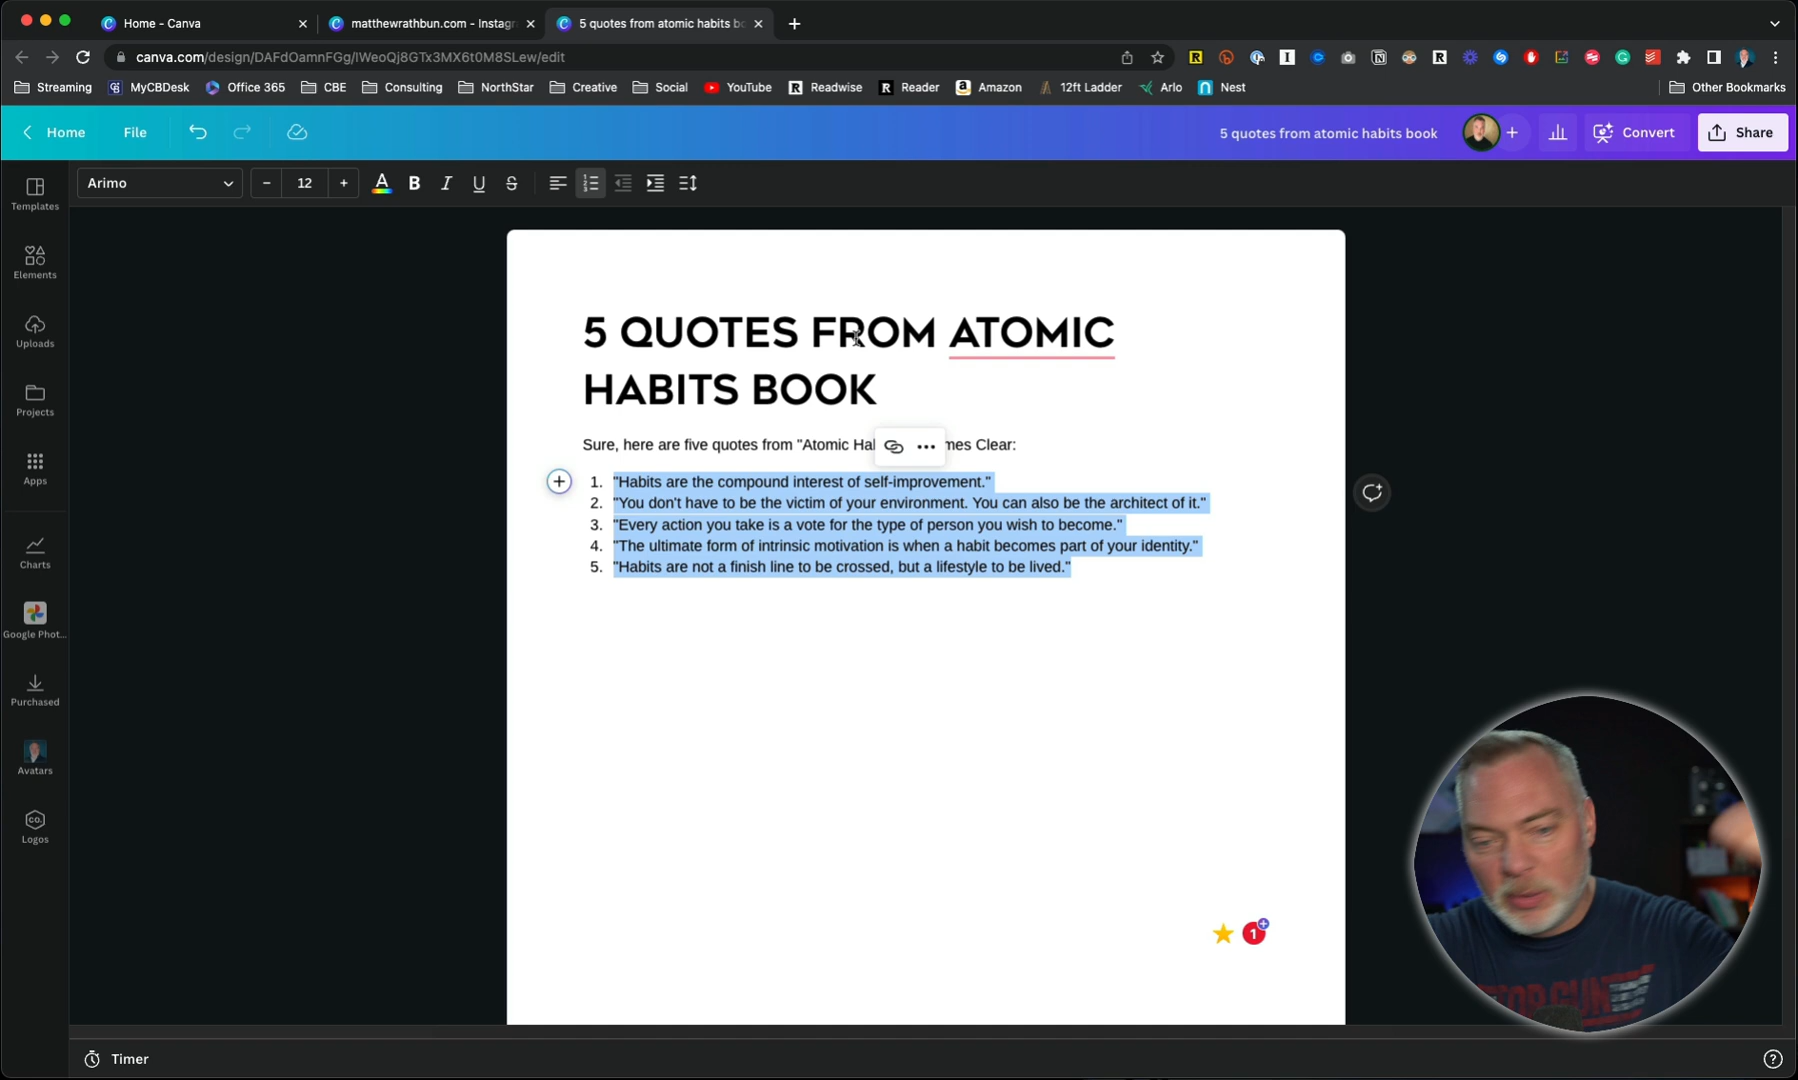 Home - Canva
matthewrathbun.com - Instagr
5 quotes from atomic habits bo
canva.com/design/DAFdOamnFGg/lWeoQj8GTx3MX6t0M8SLew/edit
Streaming
MyCBDesk
Office 365
CBE
Consulting
NorthStar
Creative
Social
YouTube
Readwise
Reader
Amazon
12ft Ladder
Arlo
Nest
Other Bookmarks
Home
File
5 quotes from atomic habits book
Convert
Share
Arimo
12
Templates
Elements
Uploads
Projects
Apps
Charts
Google Phot...
Purchased
Avatars
Logos
5 QUOTES FROM ATOMIC
HABITS BOOK
Sure, here are five quotes from "Atomic Ha mes Clear:
1. "Habits are the compound interest of self-improvement."
2. "You don't have to be the victim of your environment. You can also be the architect of it."
3. "Every action you take is a vote for the type of person you wish to become."
4. "The ultimate form of intrinsic motivation is when a habit becomes part of your identity."
5. "Habits are not a finish line to be crossed, but a lifestyle to be lived."
1
TOP GUN
Timer